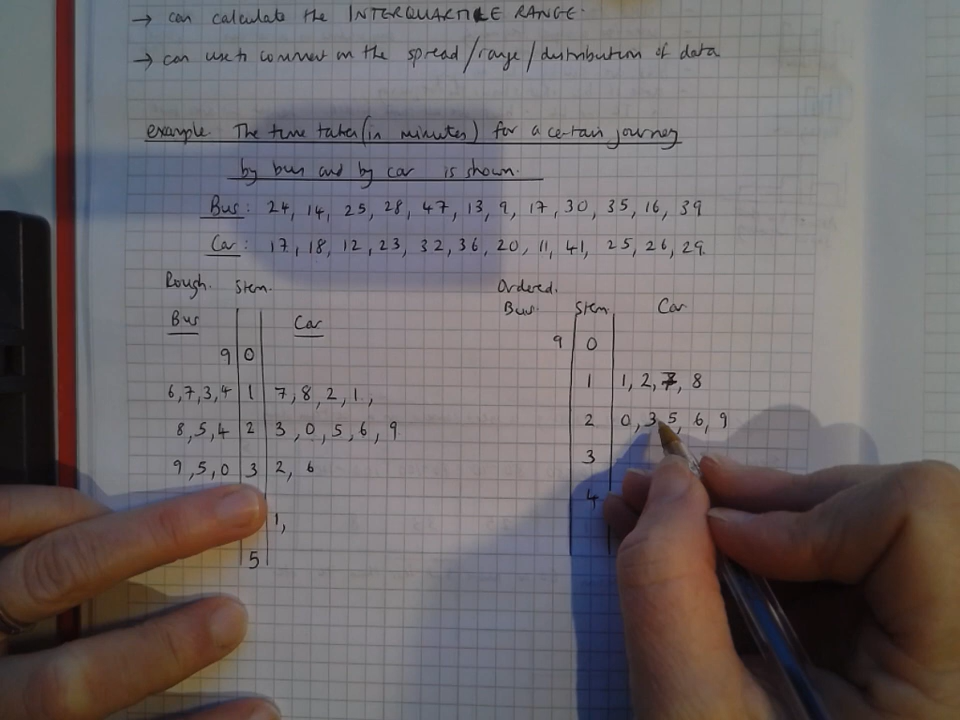 → can calculate the INTERQUARTILE RANGE.
→ can use to comment on the spread/range/distribution of data
example. The time taken (in minutes) for a certain journey
by bus and by car is shown.
Bus: 24, 14, 25, 28, 47, 13, 9, 17, 30, 35, 16, 39
Car: 17, 18, 12, 23, 32, 36, 20, 11, 41, 25, 26, 29.
Rough. Stem.
Bus Car
9 | 0 |
6,7,3,4 | 1 | 7, 8, 2, 1,
8,5,4 | 2 | 3, 0, 5, 6, 9
9,5,0 | 3 | 2, 6
1,
5
Ordered.
Bus. Stem Car
9 | 0 |
1 | 1, 2, 7, 8
2 | 0, 3 5, 6, 9
3
4